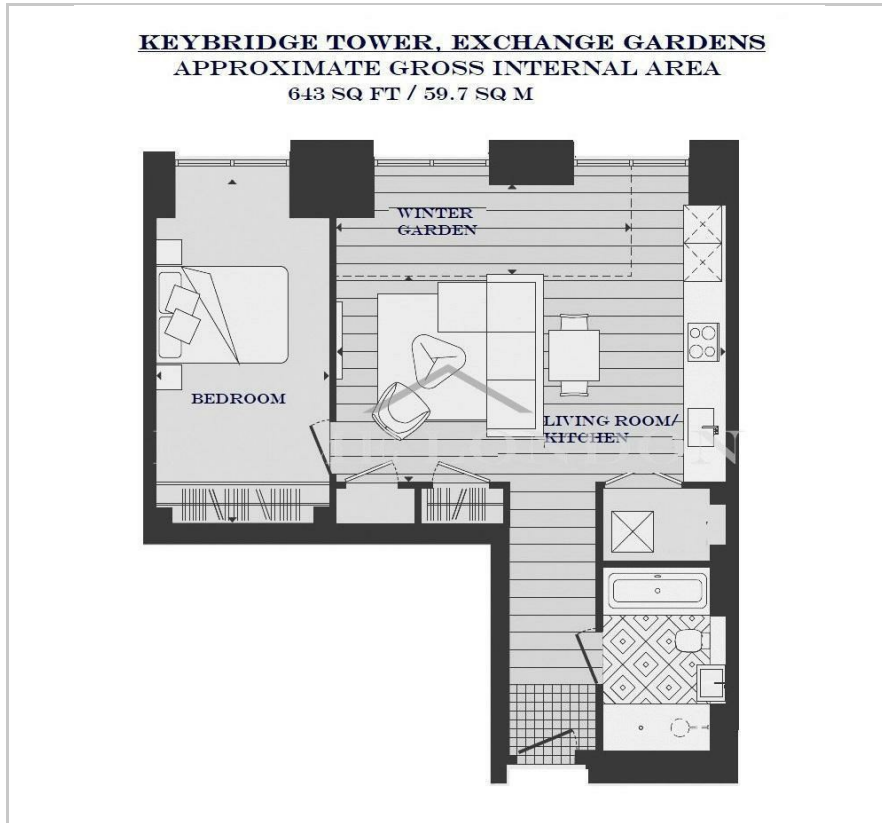 KEYBRIDGE TOWER, EXCHANGE GARDENS
APPROXIMATE GROSS INTERNAL AREA
643 SQ FT / 59.7 SQ M
WINTER
GARDEN
BEDROOM
LIVING ROOM/
KITCHEN